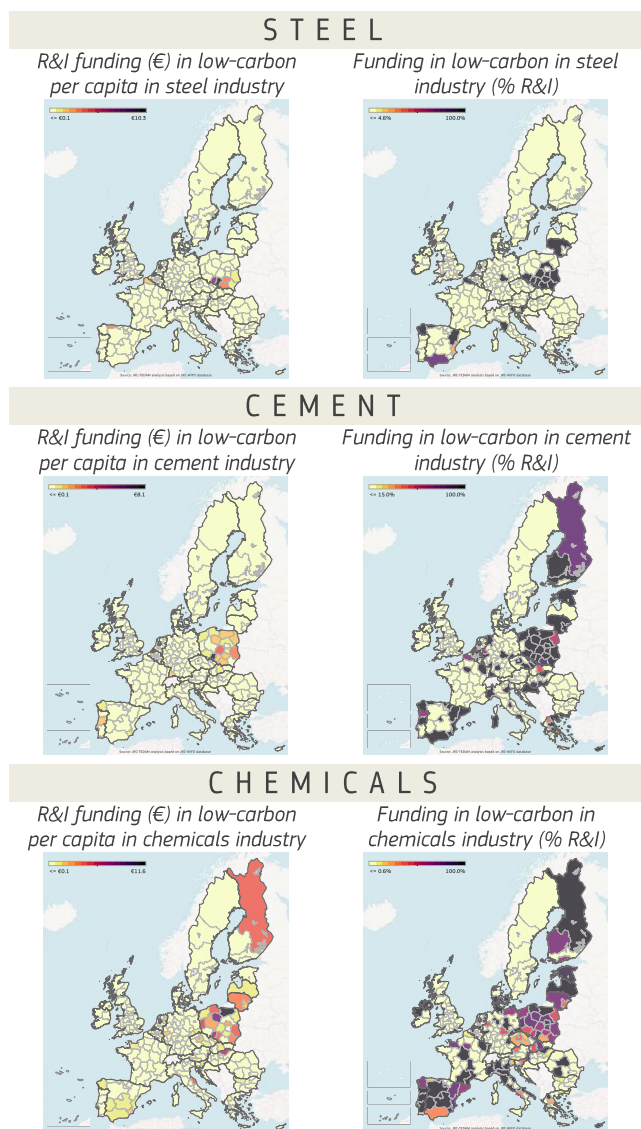 STEEL
R&I funding (€) in low-carbon
per capita in steel industry
Funding in low-carbon in steel
industry (% R&I)
<= €0.1 €10.3
<= 4.6% 100.0%
CEMENT
R&I funding (€) in low-carbon
per capita in cement industry
Funding in low-carbon in cement
industry (% R&I)
<= €0.1 €8.1
<= 15.0% 100.0%
CHEMICALS
R&I funding (€) in low-carbon
per capita in chemicals industry
Funding in low-carbon in
chemicals industry (% R&I)
<= €0.1 €11.6
<= 0.6% 100.0%